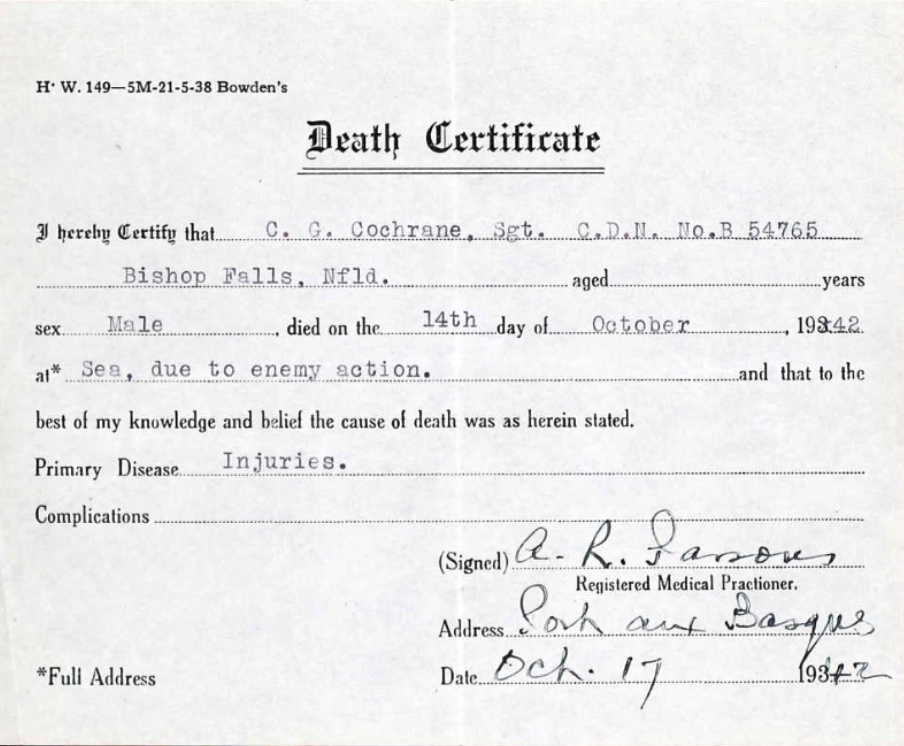 H. W. 149—5M-21-5-38 Bowden's
Death Certificate
I hereby Certify that C. G. Cochrane, Sgt. C.D.N. No.B 54765
Bishop Falls, Nfld. aged years
sex Male , died on the 14th day of October , 1942
at* Sea, due to enemy action. and that to the
best of my knowledge and belief the cause of death was as herein stated.
Primary Disease Injuries.
Complications
(Signed) A. R. Parsons
Registered Medical Practioner.
Address Port aux Basques
*Full Address Date Oct. 17 1942